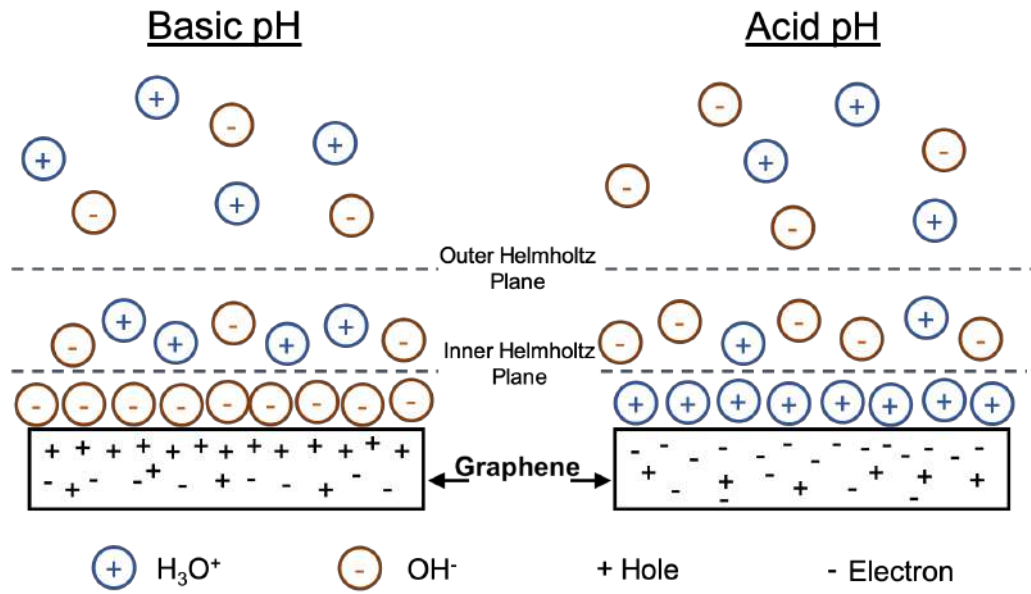 Basic pH
Acid pH
Outer Helmholtz
Plane
Inner Helmholtz
Plane
Graphene
H₃O⁺
OH⁻
+ Hole
- Electron